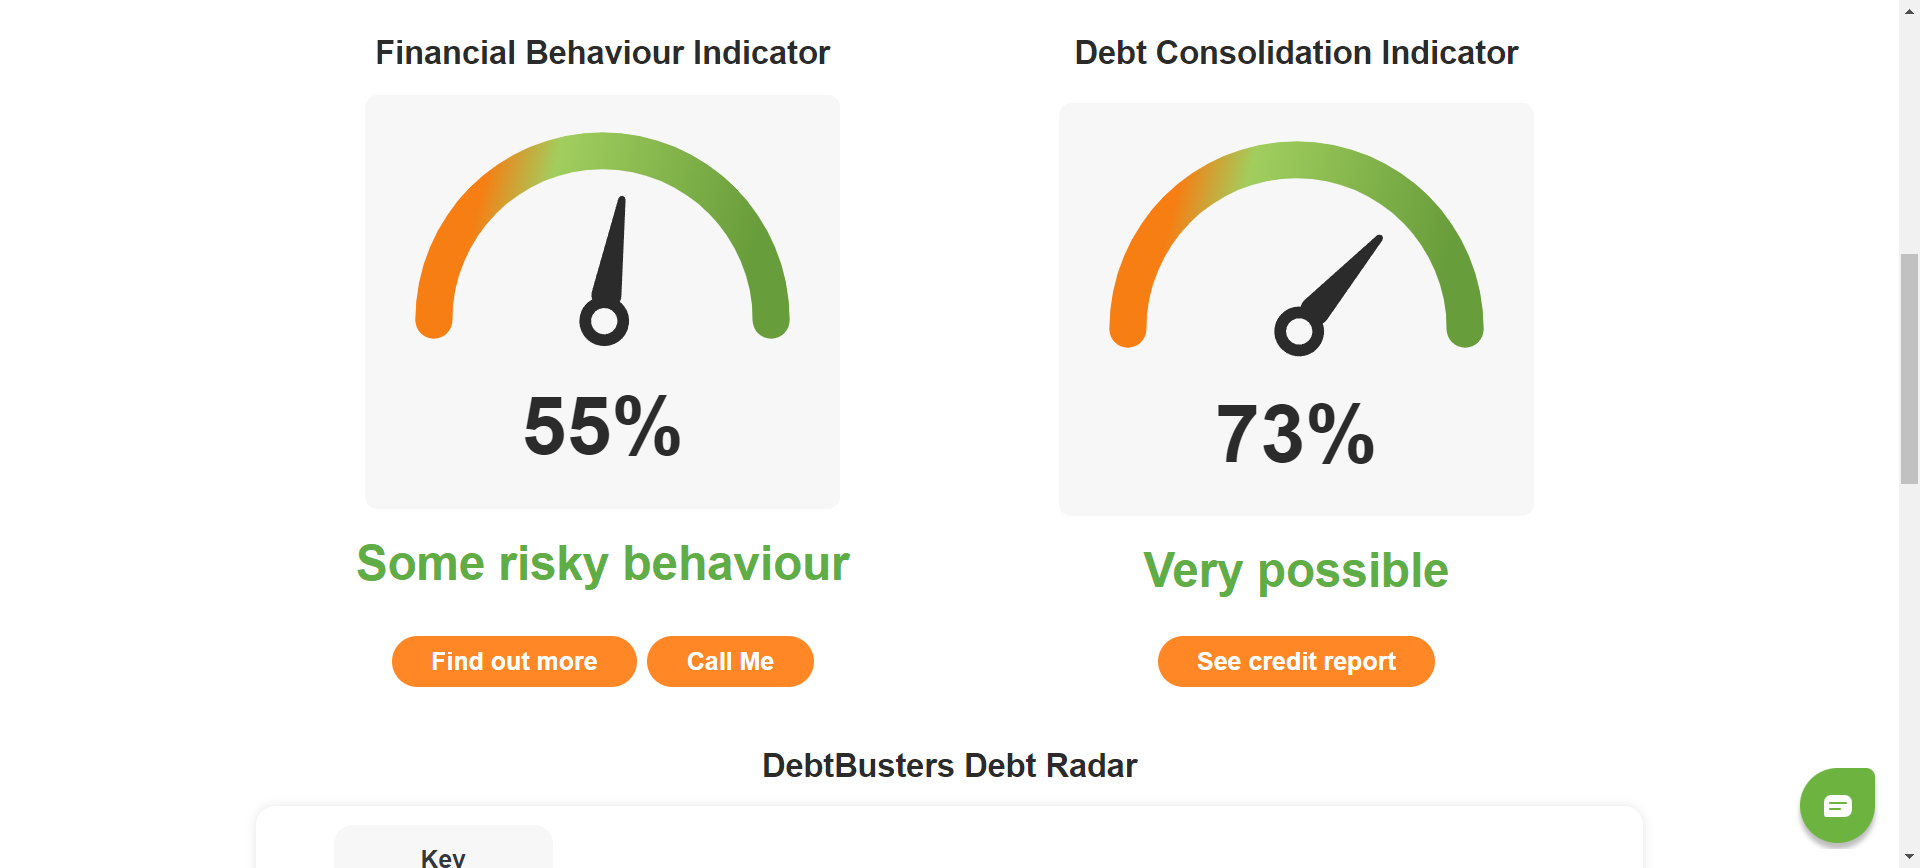 Financial Behaviour Indicator
55%
Some risky behaviour
Find out more
Call Me
Debt Consolidation Indicator
73%
Very possible
See credit report
DebtBusters Debt Radar
Key